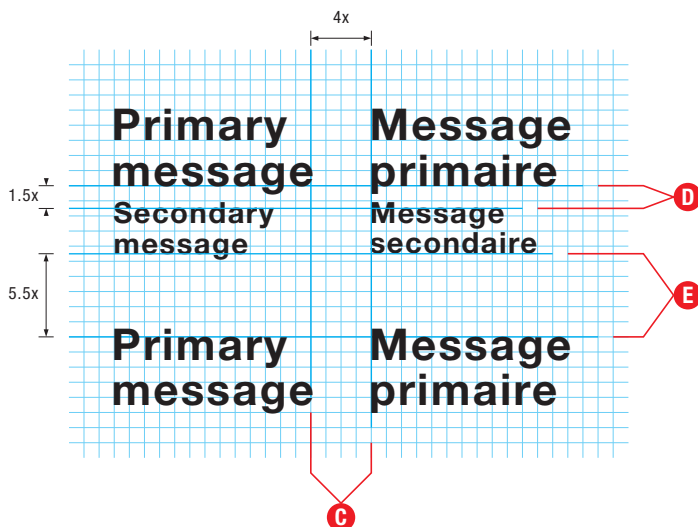 4x
Primary message
Message primaire
1.5x
D
Secondary message
Message secondaire
5.5x
E
Primary message
Message primaire
C